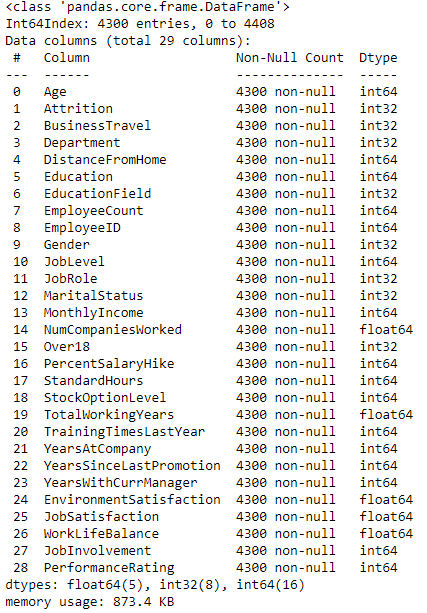 <class 'pandas.core.frame.DataFrame'>
Int64Index: 4300 entries, 0 to 4408
Data columns (total 29 columns):
 #   Column                   Non-Null Count  Dtype
---  ------                   --------------  -----
 0   Age                      4300 non-null   int64
 1   Attrition                4300 non-null   int32
 2   BusinessTravel           4300 non-null   int32
 3   Department               4300 non-null   int32
 4   DistanceFromHome         4300 non-null   int64
 5   Education                4300 non-null   int64
 6   EducationField           4300 non-null   int32
 7   EmployeeCount            4300 non-null   int64
 8   EmployeeID               4300 non-null   int64
 9   Gender                   4300 non-null   int32
 10  JobLevel                 4300 non-null   int64
 11  JobRole                  4300 non-null   int32
 12  MaritalStatus            4300 non-null   int32
 13  MonthlyIncome            4300 non-null   int64
 14  NumCompaniesWorked       4300 non-null   float64
 15  Over18                   4300 non-null   int32
 16  PercentSalaryHike        4300 non-null   int64
 17  StandardHours            4300 non-null   int64
 18  StockOptionLevel         4300 non-null   int64
 19  TotalWorkingYears        4300 non-null   float64
 20  TrainingTimesLastYear    4300 non-null   int64
 21  YearsAtCompany           4300 non-null   int64
 22  YearsSinceLastPromotion  4300 non-null   int64
 23  YearsWithCurrManager     4300 non-null   int64
 24  EnvironmentSatisfaction  4300 non-null   float64
 25  JobSatisfaction          4300 non-null   float64
 26  WorkLifeBalance          4300 non-null   float64
 27  JobInvolvement           4300 non-null   int64
 28  PerformanceRating        4300 non-null   int64
dtypes: float64(5), int32(8), int64(16)
memory usage: 873.4 KB